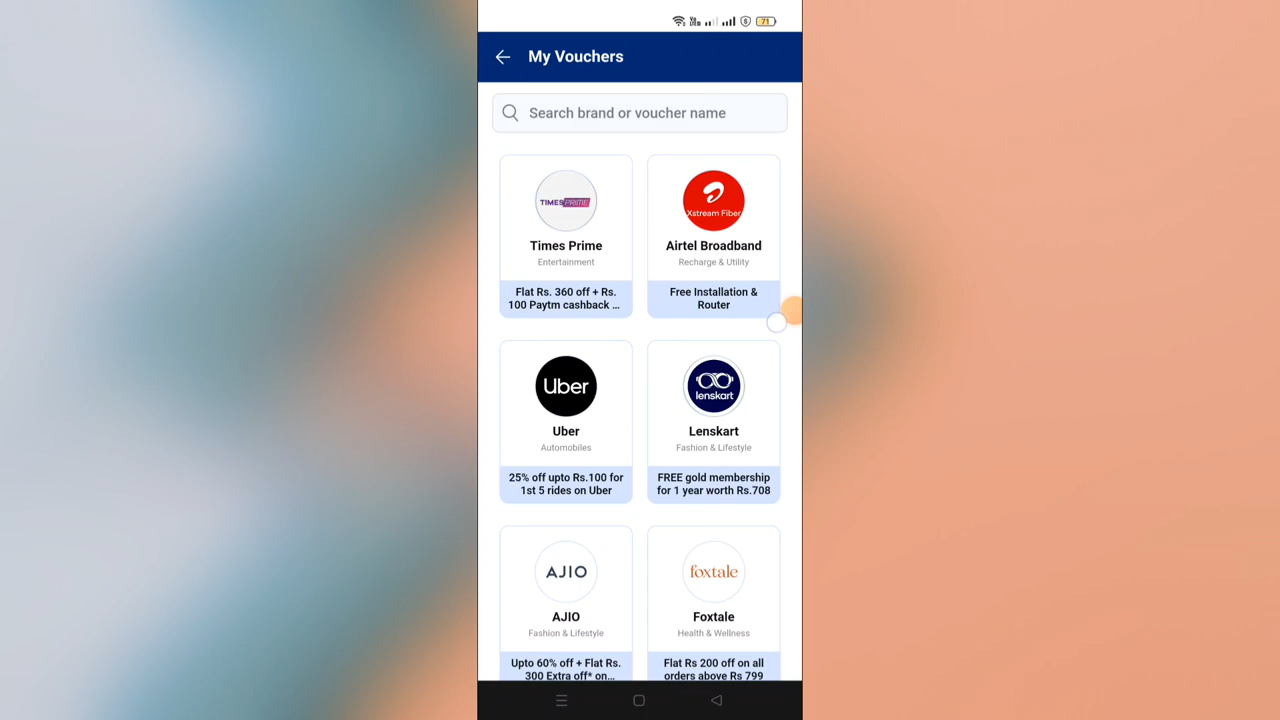 Vo
LTE
71
My Vouchers
Search brand or voucher name
TIMES PRIME
Xstream Fiber
Times Prime
Airtel Broadband
Entertainment
Recharge & Utility
Flat Rs. 360 off + Rs.
100 Paytm cashback ...
Free Installation &
Router
Uber
lenskart
Uber
Lenskart
Automobiles
Fashion & Lifestyle
25% off upto Rs.100 for
1st 5 rides on Uber
FREE gold membership
for 1 year worth Rs.708
AJIO
foxtale
AJIO
Foxtale
Fashion & Lifestyle
Health & Wellness
Upto 60% off + Flat Rs.
300 Extra off* on...
Flat Rs 200 off on all
orders above Rs 799